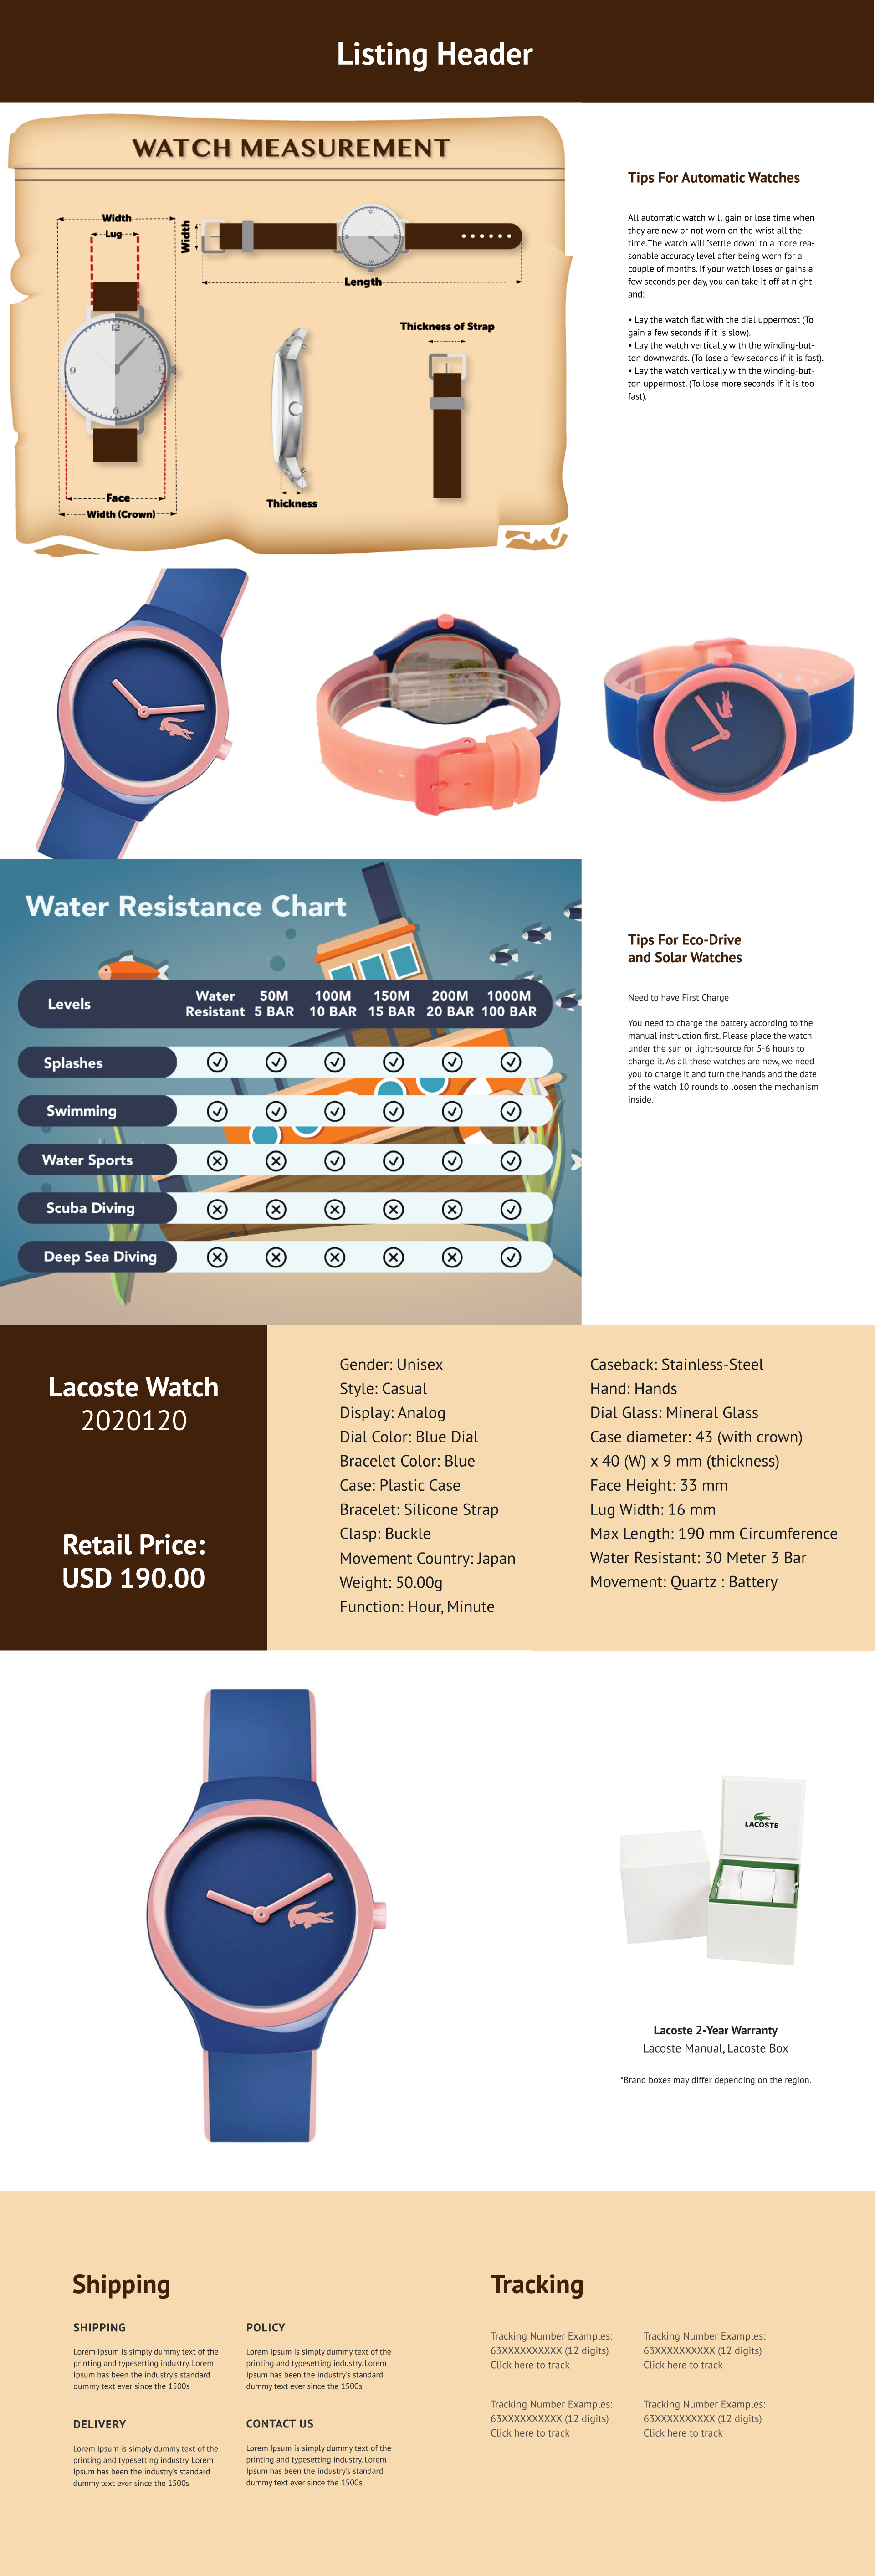 Listing Header
WATCH MEASUREMENT
Width
Lug
Width
Length
Thickness of Strap
12
9
6
Face
Width (Crown)
Thickness
Tips For Automatic Watches
All automatic watch will gain or lose time when
they are new or not worn on the wrist all the
time.The watch will "settle down" to a more rea-
sonable accuracy level after being worn for a
couple of months. If your watch loses or gains a
few seconds per day, you can take it off at night
and:
• Lay the watch flat with the dial uppermost (To
gain a few seconds if it is slow).
• Lay the watch vertically with the winding-but-
ton downwards. (To lose a few seconds if it is fast).
• Lay the watch vertically with the winding-but-
ton uppermost. (To lose more seconds if it is too
fast).
Water Resistance Chart
Levels
Water Resistant
50M 5 BAR
100M 10 BAR
150M 15 BAR
200M 20 BAR
1000M 100 BAR
Splashes
Swimming
Water Sports
Scuba Diving
Deep Sea Diving
Tips For Eco-Drive
and Solar Watches
Need to have First Charge
You need to charge the battery according to the
manual instruction first. Please place the watch
under the sun or light-source for 5-6 hours to
charge it. As all these watches are new, we need
you to charge it and turn the hands and the date
of the watch 10 rounds to loosen the mechanism
inside.
Lacoste Watch
2020120
Retail Price:
USD 190.00
Gender: Unisex
Style: Casual
Display: Analog
Dial Color: Blue Dial
Bracelet Color: Blue
Case: Plastic Case
Bracelet: Silicone Strap
Clasp: Buckle
Movement Country: Japan
Weight: 50.00g
Function: Hour, Minute
Caseback: Stainless-Steel
Hand: Hands
Dial Glass: Mineral Glass
Case diameter: 43 (with crown)
x 40 (W) x 9 mm (thickness)
Face Height: 33 mm
Lug Width: 16 mm
Max Length: 190 mm Circumference
Water Resistant: 30 Meter 3 Bar
Movement: Quartz : Battery
LACOSTE
Lacoste 2-Year Warranty
Lacoste Manual, Lacoste Box
*Brand boxes may differ depending on the region.
Shipping
SHIPPING
Lorem Ipsum is simply dummy text of the
printing and typesetting industry. Lorem
Ipsum has been the industry's standard
dummy text ever since the 1500s
POLICY
Lorem Ipsum is simply dummy text of the
printing and typesetting industry. Lorem
Ipsum has been the industry's standard
dummy text ever since the 1500s
DELIVERY
Lorem Ipsum is simply dummy text of the
printing and typesetting industry. Lorem
Ipsum has been the industry's standard
dummy text ever since the 1500s
CONTACT US
Lorem Ipsum is simply dummy text of the
printing and typesetting industry. Lorem
Ipsum has been the industry's standard
dummy text ever since the 1500s
Tracking
Tracking Number Examples:
63XXXXXXXXXX (12 digits)
Click here to track
Tracking Number Examples:
63XXXXXXXXXX (12 digits)
Click here to track
Tracking Number Examples:
63XXXXXXXXXX (12 digits)
Click here to track
Tracking Number Examples:
63XXXXXXXXXX (12 digits)
Click here to track